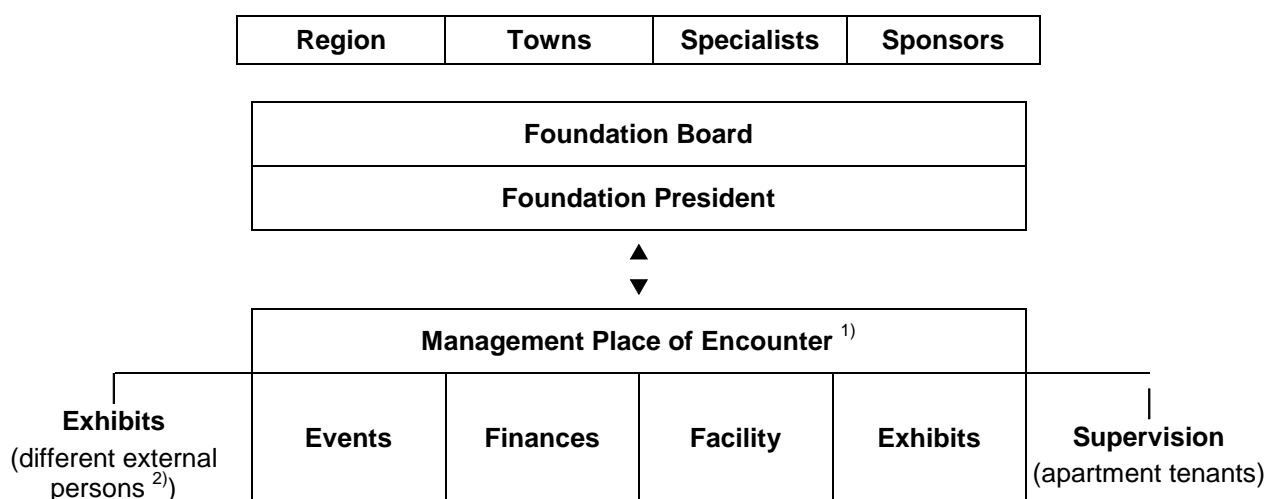 Region Towns Specialists Sponsors
Foundation Board
Foundation President
Management Place of Encounter 1)
Exhibits
(different external
persons 2))
Events Finances Facility Exhibits
Supervision
(apartment tenants)